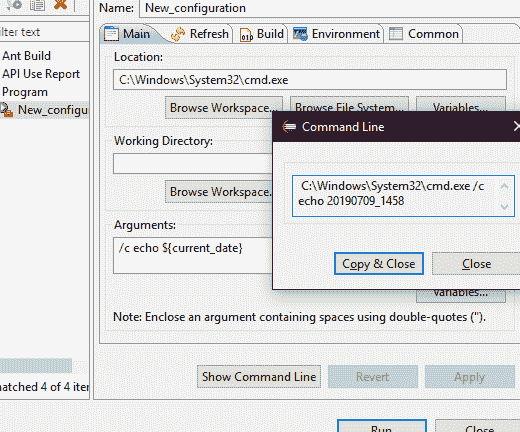 Name: New_configuration
lter text
Main Refresh Build Environment Common
Ant Build
API Use Report
Program
New_configu
Location:
C:\Windows\System32\cmd.exe
Browse Workspace... Browse File System... Variables...
Command Line
Working Directory:
C:\Windows\System32\cmd.exe /c
echo 20190709_1458
Browse Workspace.
Arguments:
/c echo ${current_date}
Copy & Close Close
Variables...
Note: Enclose an argument containing spaces using double-quotes (").
Show Command Line Revert Apply
atched 4 of 4 iter
Run Close